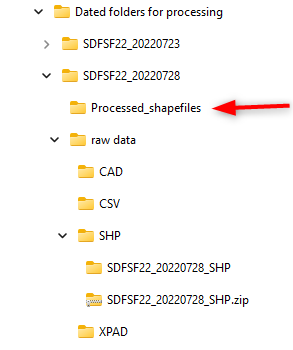 Dated folders for processing
SDFSF22_20220723
SDFSF22_20220728
Processed_shapefiles
raw data
CAD
CSV
SHP
SDFSF22_20220728_SHP
SDFSF22_20220728_SHP.zip
XPAD